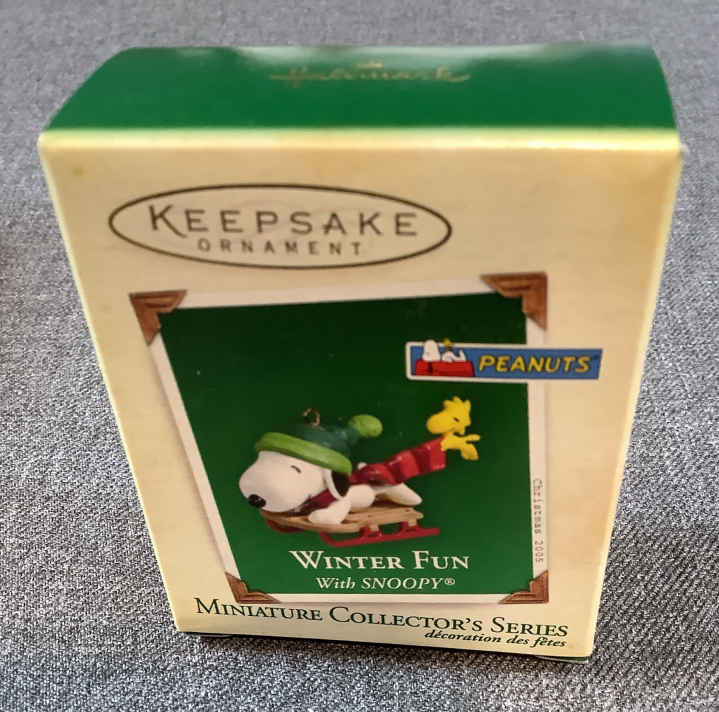 Hallmark
KEEPSAKE
ORNAMENT
PEANUTS
Christmas 2005
WINTER FUN
With SNOOPY®
MINIATURE COLLECTOR'S SERIES
décoration des fêtes